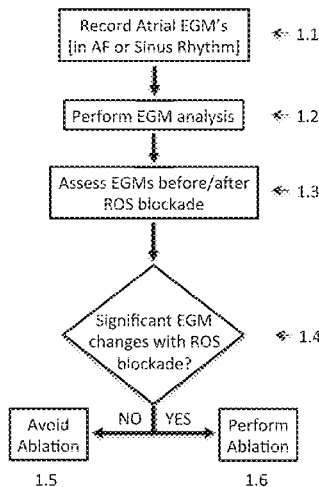 Record Atrial EGM's
[in AF or Sinus Rhythm]
1.1
Perform EGM analysis
1.2
Assess EGMs before/after
ROS blockade
1.3
Significant EGM
changes with ROS
blockade?
1.4
NO YES
Avoid
Ablation
Perform
Ablation
1.5
1.6